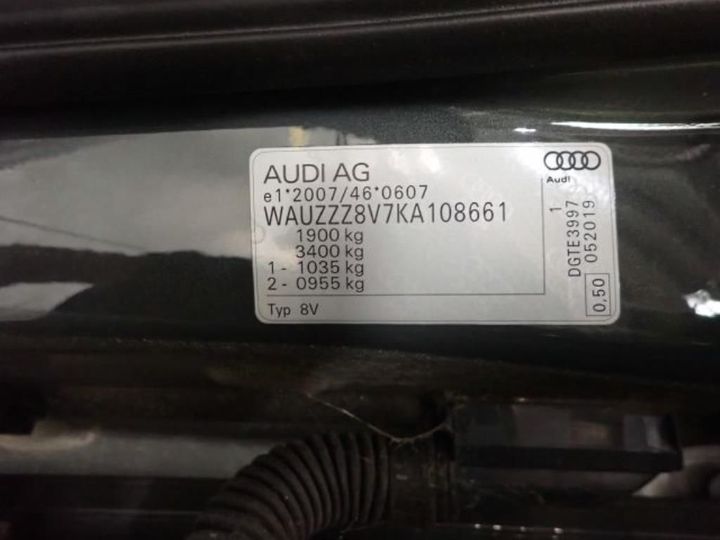 AUDI AG
Audi
e1*2007/46*0607
WAUZZZ8V7KA108661
1900 kg
3400 kg
1 - 1035 kg
2 - 0955 kg
Typ 8V
1
DGTE3997
052019
0,50